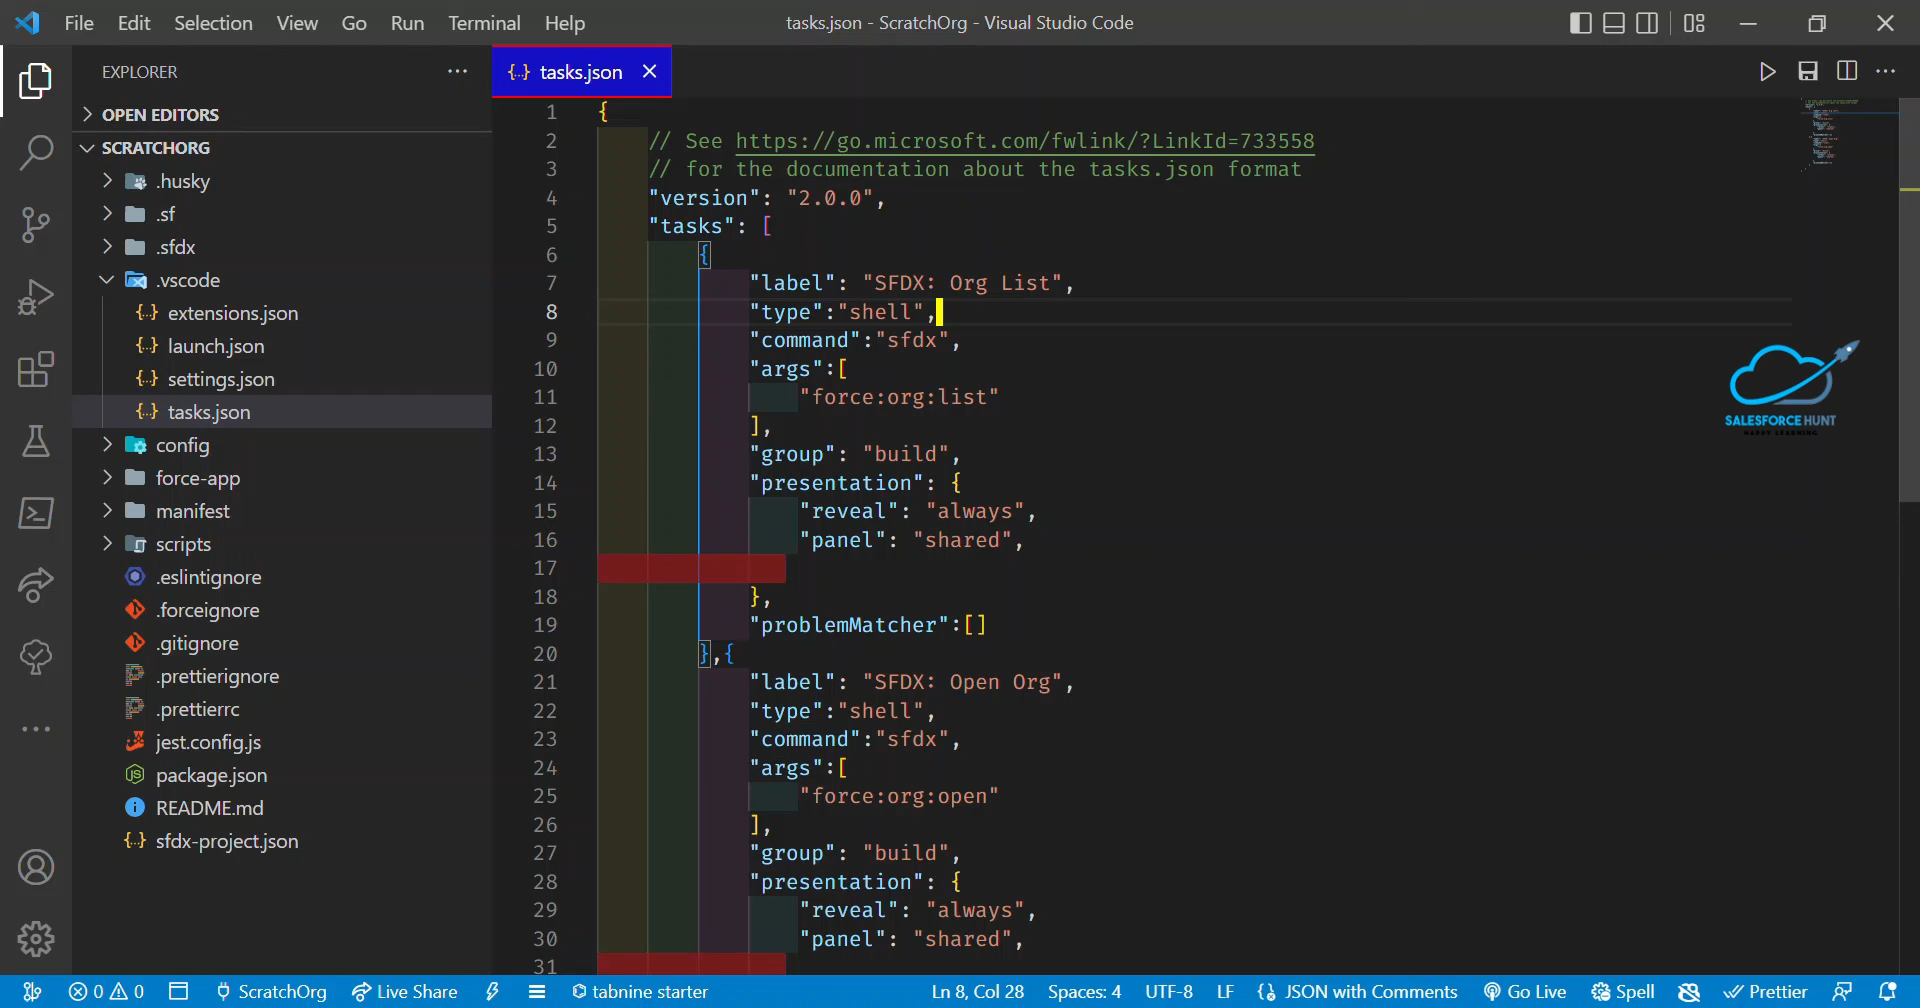 File Edit Selection View Go Run Terminal Help
tasks.json - ScratchOrg - Visual Studio Code
EXPLORER
OPEN EDITORS
SCRATCHORG
.husky
.sf
.sfdx
.vscode
extensions.json
launch.json
settings.json
tasks.json
config
force-app
manifest
scripts
.eslintignore
.forceignore
.gitignore
.prettierignore
.prettierrc
jest.config.js
package.json
README.md
sfdx-project.json
tasks.json
1 {
2 // See https://go.microsoft.com/fwlink/?LinkId=733558
3 // for the documentation about the tasks.json format
4 "version": "2.0.0",
5 "tasks": [
6 {
7 "label": "SFDX: Org List",
8 "type":"shell",
9 "command":"sfdx",
10 "args":[
11 "force:org:list"
12 ],
13 "group": "build",
14 "presentation": {
15 "reveal": "always",
16 "panel": "shared",
17
18 },
19 "problemMatcher":[]
20 },{
21 "label": "SFDX: Open Org",
22 "type":"shell",
23 "command":"sfdx",
24 "args":[
25 "force:org:open"
26 ],
27 "group": "build",
28 "presentation": {
29 "reveal": "always",
30 "panel": "shared",
31
SALESFORCE HUNT
HAPPY LEARNING
0 0 ScratchOrg Live Share tabnine starter Ln 8, Col 28 Spaces: 4 UTF-8 LF JSON with Comments Go Live Spell Prettier